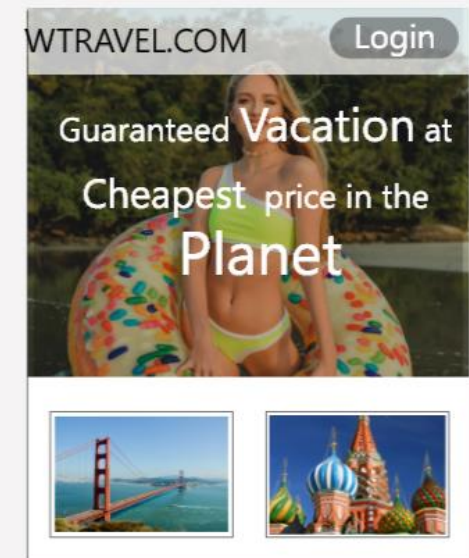 WTRAVEL.COM Login
Guaranteed Vacation at
Cheapest price in the
Planet